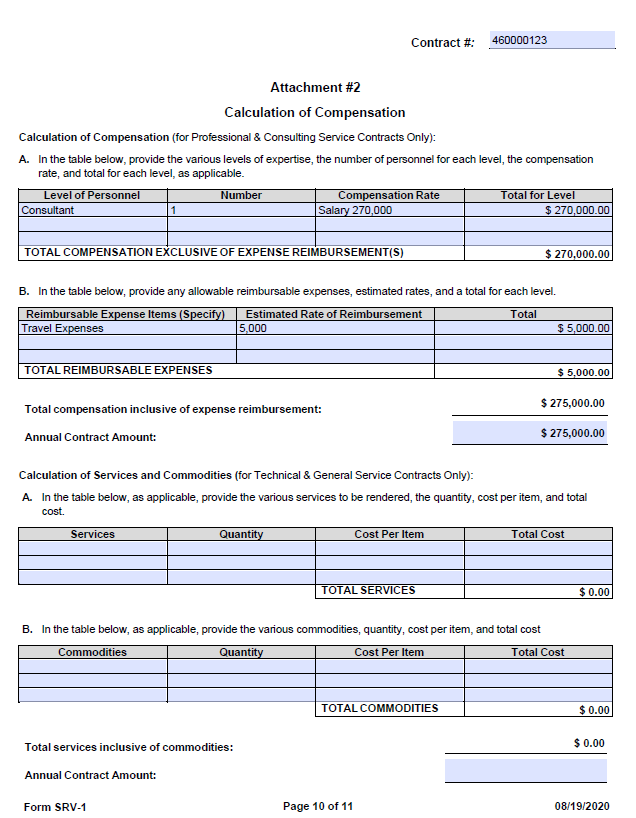 Contract #: 460000123
Attachment #2
Calculation of Compensation
Calculation of Compensation (for Professional & Consulting Service Contracts Only):
A. In the table below, provide the various levels of expertise, the number of personnel for each level, the compensation
rate, and total for each level, as applicable.
Level of Personnel Number Compensation Rate Total for Level
Consultant 1 Salary 270,000 $ 270,000.00
TOTAL COMPENSATION EXCLUSIVE OF EXPENSE REIMBURSEMENT(S) $ 270,000.00
B. In the table below, provide any allowable reimbursable expenses, estimated rates, and a total for each level.
Reimbursable Expense Items (Specify) Estimated Rate of Reimbursement Total
Travel Expenses 5,000 $ 5,000.00
TOTAL REIMBURSABLE EXPENSES $ 5,000.00
Total compensation inclusive of expense reimbursement: $ 275,000.00
Annual Contract Amount: $ 275,000.00
Calculation of Services and Commodities (for Technical & General Service Contracts Only):
A. In the table below, as applicable, provide the various services to be rendered, the quantity, cost per item, and total
cost.
Services Quantity Cost Per Item Total Cost
TOTAL SERVICES $ 0.00
B. In the table below, as applicable, provide the various commodities, quantity, cost per item, and total cost
Commodities Quantity Cost Per Item Total Cost
TOTAL COMMODITIES $ 0.00
Total services inclusive of commodities: $ 0.00
Annual Contract Amount:
Form SRV-1 Page 10 of 11 08/19/2020